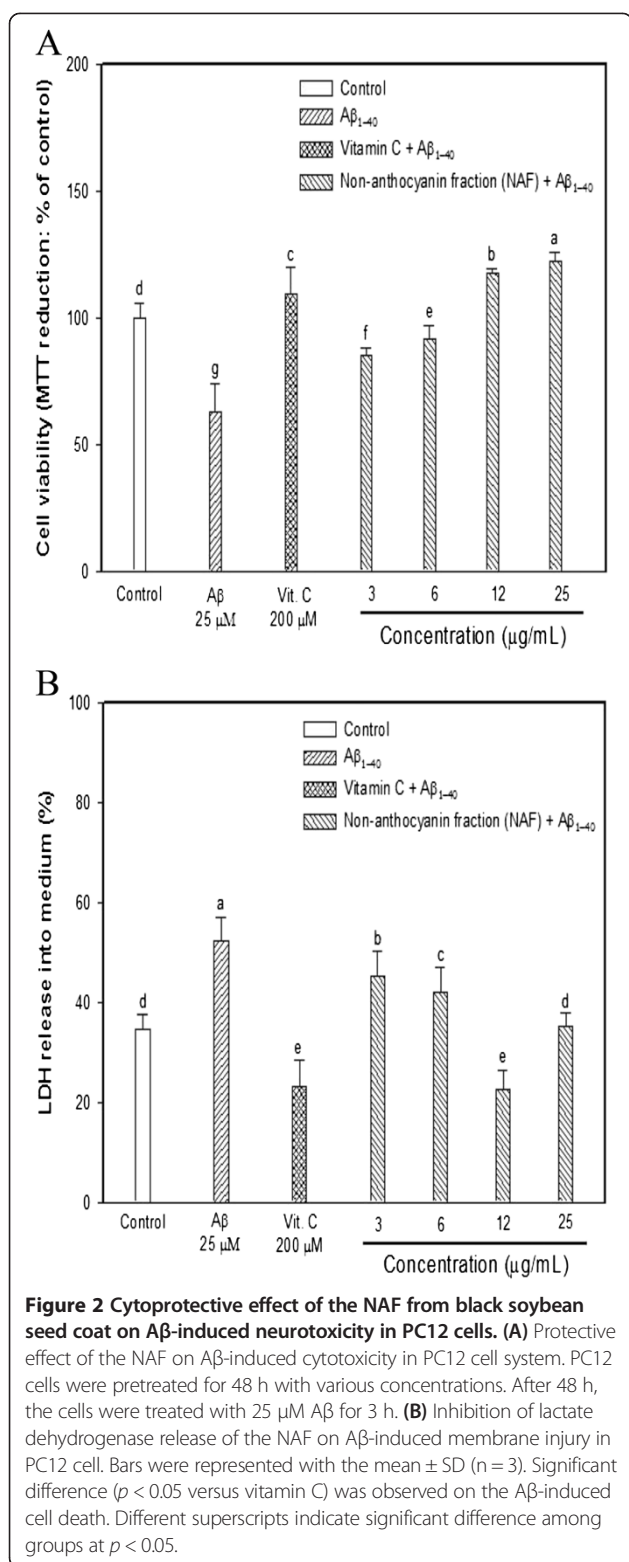 A
Cell viability (MTT reduction: % of control)
200
150
100
50
0
Control
Aβ1–40
Vitamin C + Aβ1–40
Non-anthocyanin fraction (NAF) + Aβ1–40
d
g
c
f
e
b
a
Control
Aβ
25 μM
Vit. C
200 μM
3
6
12
25
Concentration (μg/mL)
B
LDH release into medium (%)
100
80
60
40
20
0
Control
Aβ1–40
Vitamin C + Aβ1–40
Non-anthocyanin fraction (NAF) + Aβ1–40
d
a
e
b
c
e
d
Control
Aβ
25 μM
Vit. C
200 μM
3
6
12
25
Concentration (μg/mL)
Figure 2 Cytoprotective effect of the NAF from black soybean
seed coat on Aβ-induced neurotoxicity in PC12 cells. (A) Protective
effect of the NAF on Aβ-induced cytotoxicity in PC12 cell system. PC12
cells were pretreated for 48 h with various concentrations. After 48 h,
the cells were treated with 25 μM Aβ for 3 h. (B) Inhibition of lactate
dehydrogenase release of the NAF on Aβ-induced membrane injury in
PC12 cell. Bars were represented with the mean ± SD (n = 3). Significant
difference (p < 0.05 versus vitamin C) was observed on the Aβ-induced
cell death. Different superscripts indicate significant difference among
groups at p < 0.05.